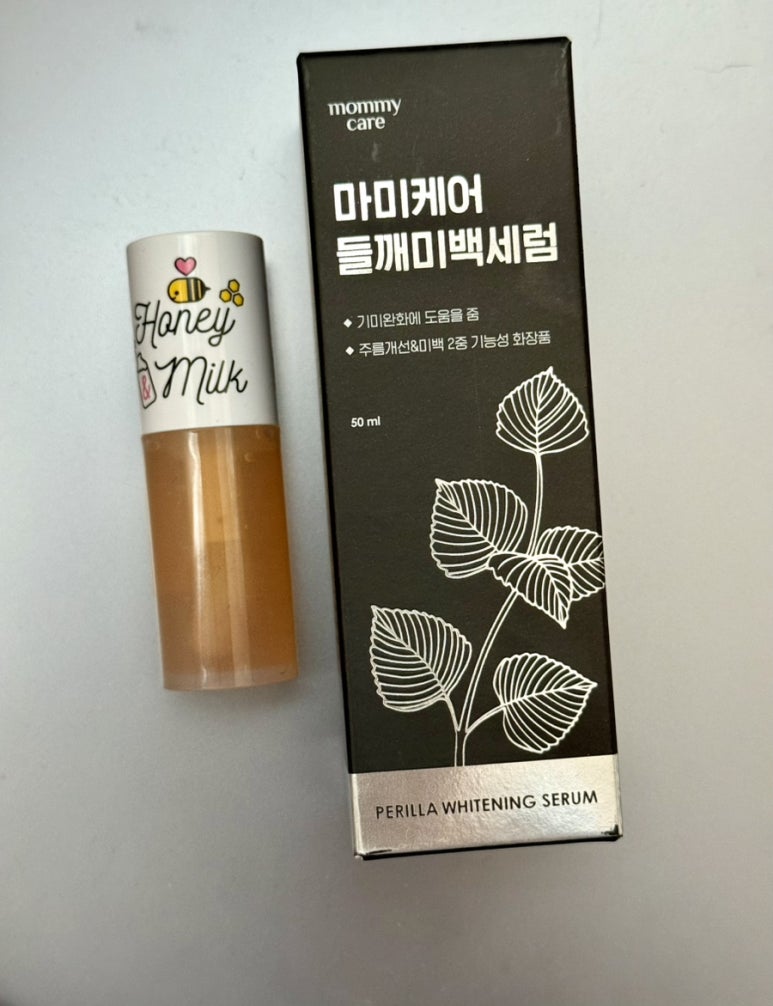 Honey
& Milk
mommy
care
마미케어
들깨미백세럼
◆ 기미완화에 도움을 줌
◆ 주름개선&미백 2중 기능성 화장품
50 ml
PERILLA WHITENING SERUM